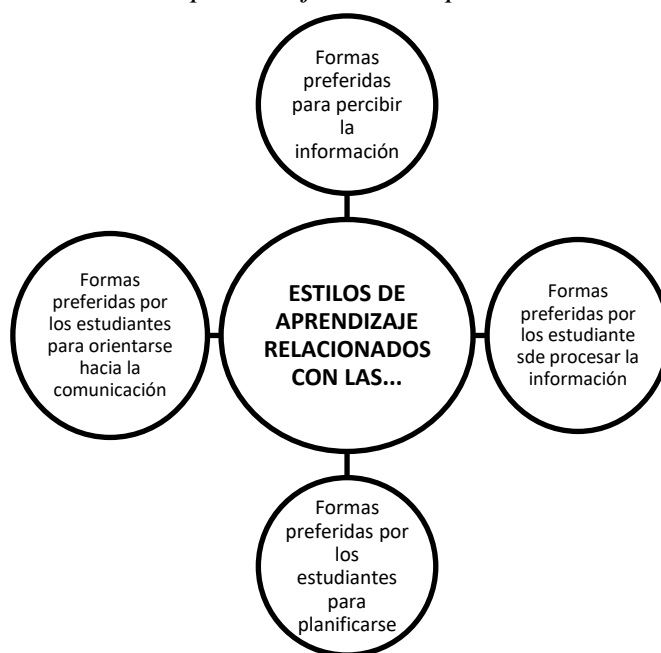 Formas
preferidas
para percibir
la
información
Formas
preferidas por
los estudiantes
para orientarse
hacia la
comunicación
ESTILOS DE
APRENDIZAJE
RELACIONADOS
CON LAS...
Formas
preferidas por
los estudiante
sde procesar la
información
Formas
preferidas por
los
estudiantes
para
planificarse